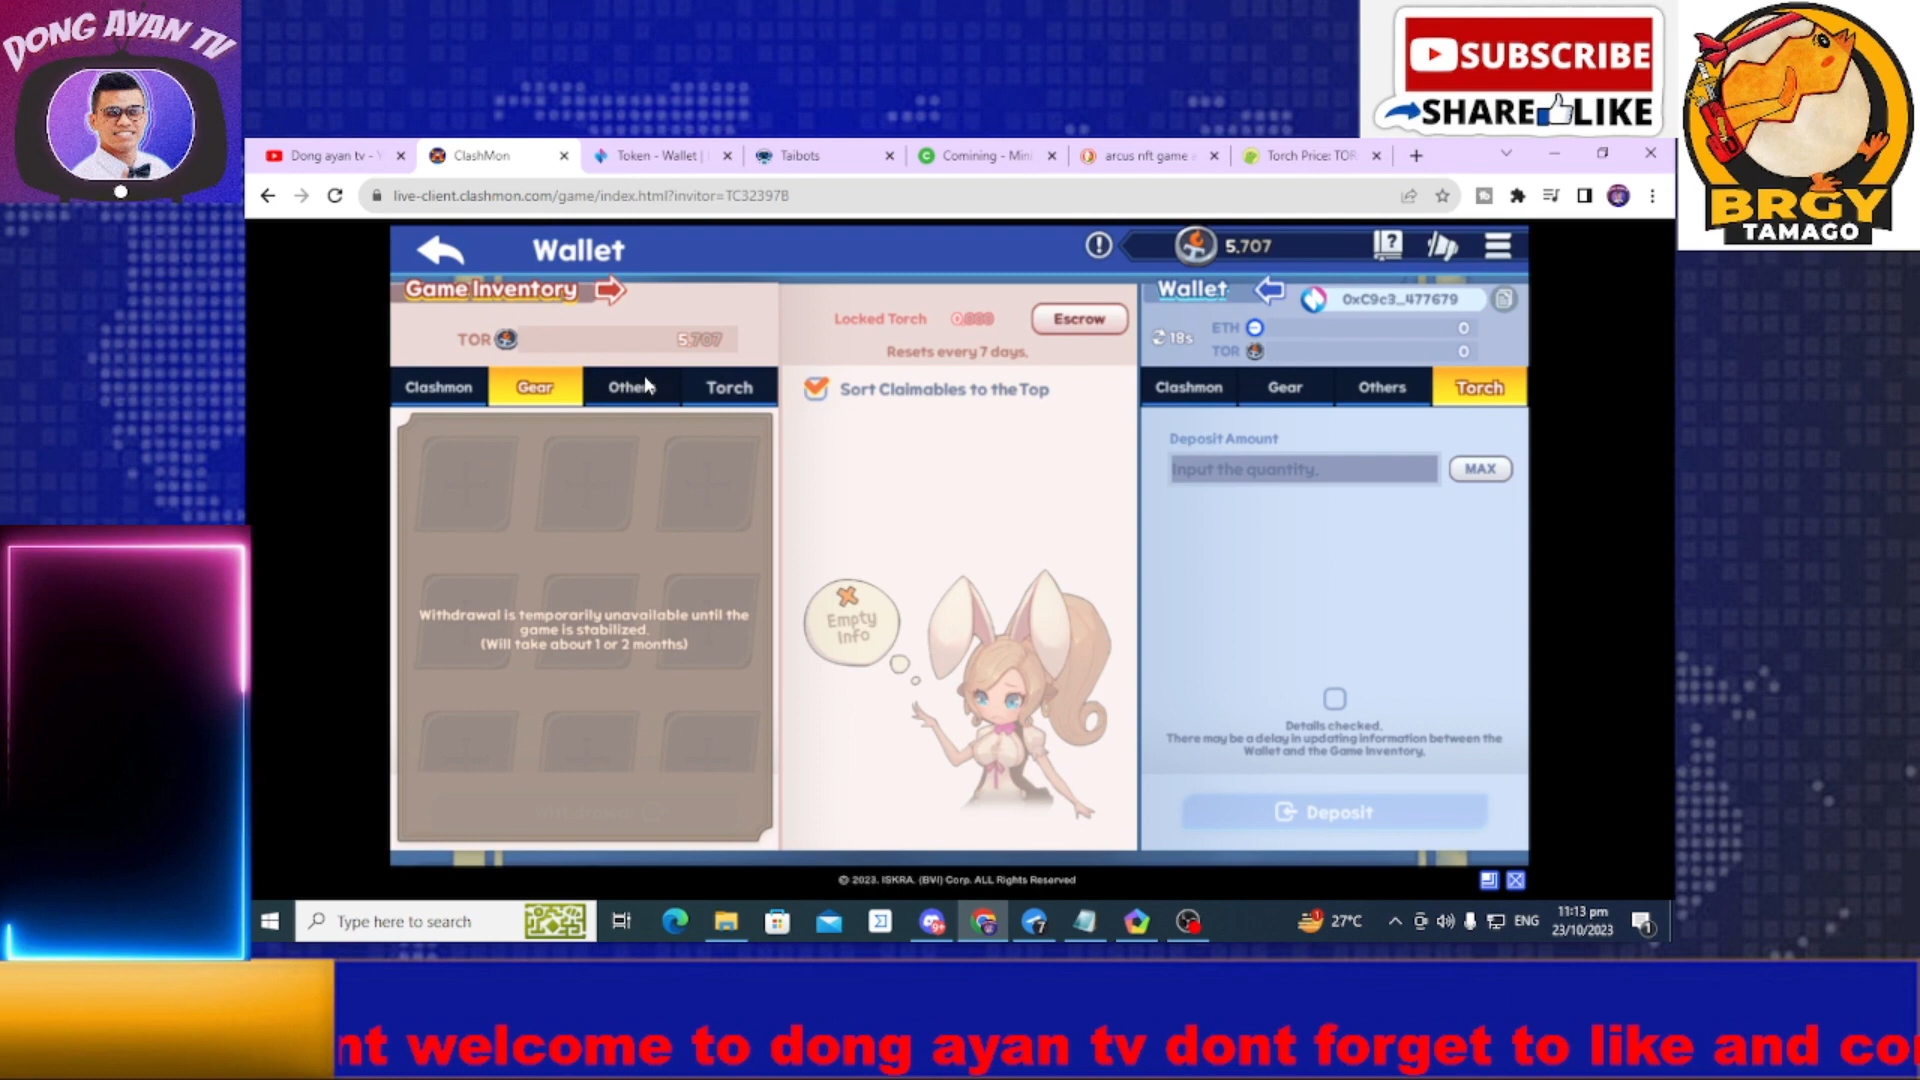 DONG AYAN TV
SUBSCRIBE
SHARE LIKE
BRGY
TAMAGO
Dong ayan tv - Y
ClashMon
Token - Wallet |
Taibots
Comining - Mini
arcus nft game
Torch Price: TOR
live-client.clashmon.com/game/index.html?invitor=TC32397B
Wallet
5,707
Game Inventory
TOR 5,707
Locked Torch 0.000
Escrow
Resets every 7 days.
Wallet
0xC9c3_477679
18s
ETH 0
TOR 0
Clashmon Gear Others Torch
Sort Claimables to the Top
Clashmon Gear Others Torch
Deposit Amount
Input the quantity.
MAX
Withdrawal is temporarily unavailable until the
game is stabilized.
(Will take about 1 or 2 months)
Empty
Info
Details checked.
There may be a delay in updating information between the
Wallet and the Game Inventory.
Deposit
© 2023. ISKRA. (BVI) Corp. ALL Rights Reserved
Type here to search
9+
7
1
27°C
ENG
11:13 pm
23/10/2023
1
nt welcome to dong ayan tv dont forget to like and co